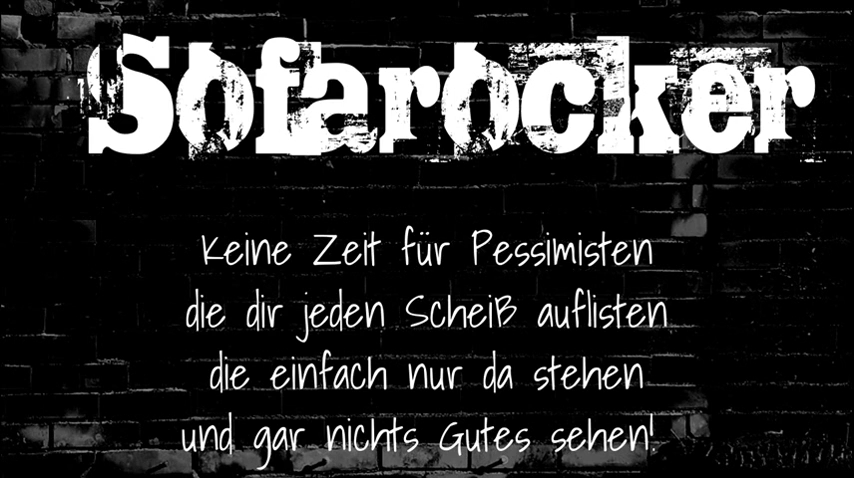 Sofarocker
Keine Zeit für Pessimisten
die dir jeden Scheiß auflisten
die einfach nur da stehen
und gar nichts Gutes sehen!